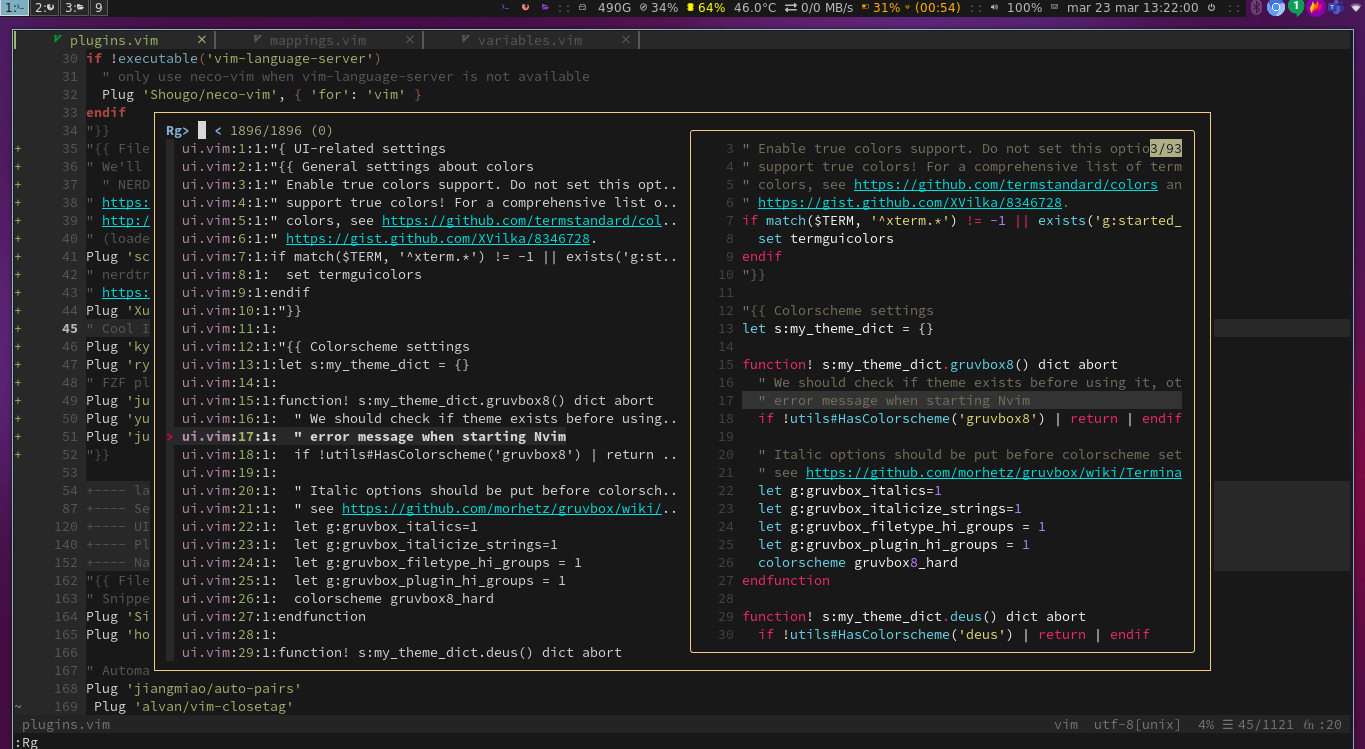 1: 2: 3: 9 490G 34% 64% 46.0°C 0/0 MB/s 31% (00:54) :: 100% mar 23 mar 13:22:00 :: 1
plugins.vim × mappings.vim × variables.vim ×
30 if !executable('vim-language-server')
31 " only use neco-vim when vim-language-server is not available
32 Plug 'Shougo/neco-vim', { 'for': 'vim' }
33 endif
34 "}}
+ 35 "{{ File
+ 36 " We'll
+ 37 " NERD
+ 38 " https:
+ 39 " http:/
+ 40 " (loade
+ 41 Plug 'sc
+ 42 " nerdtr
+ 43 " https:
+ 44 Plug 'Xu
+ 45 " Cool I
+ 46 Plug 'ky
+ 47 Plug 'ry
+ 48 " FZF pl
+ 49 Plug 'ju
+ 50 Plug 'yu
+ 51 Plug 'ju
+ 52 "}}
53
54 +---- la
87 +---- Se
120 +---- UI
140 +---- Pl
152 +---- Na
162 "{{ File
163 " Snippe
164 Plug 'Si
165 Plug 'ho
166
167 " Automa
168 Plug 'jiangmiao/auto-pairs'
~ 169 Plug 'alvan/vim-closetag'
Rg> < 1896/1896 (0)
ui.vim:1:1:"{ UI-related settings
ui.vim:2:1:"{{ General settings about colors
ui.vim:3:1:" Enable true colors support. Do not set this opt..
ui.vim:4:1:" support true colors! For a comprehensive list o..
ui.vim:5:1:" colors, see https://github.com/termstandard/col..
ui.vim:6:1:" https://gist.github.com/XVilka/8346728.
ui.vim:7:1:if match($TERM, '^xterm.*') != -1 || exists('g:st..
ui.vim:8:1: set termguicolors
ui.vim:9:1:endif
ui.vim:10:1:"}}
ui.vim:11:1:
ui.vim:12:1:"{{ Colorscheme settings
ui.vim:13:1:let s:my_theme_dict = {}
ui.vim:14:1:
ui.vim:15:1:function! s:my_theme_dict.gruvbox8() dict abort
ui.vim:16:1: " We should check if theme exists before using..
> ui.vim:17:1: " error message when starting Nvim
ui.vim:18:1: if !utils#HasColorscheme('gruvbox8') | return ..
ui.vim:19:1:
ui.vim:20:1: " Italic options should be put before colorsch..
ui.vim:21:1: " see https://github.com/morhetz/gruvbox/wiki/..
ui.vim:22:1: let g:gruvbox_italics=1
ui.vim:23:1: let g:gruvbox_italicize_strings=1
ui.vim:24:1: let g:gruvbox_filetype_hi_groups = 1
ui.vim:25:1: let g:gruvbox_plugin_hi_groups = 1
ui.vim:26:1: colorscheme gruvbox8_hard
ui.vim:27:1:endfunction
ui.vim:28:1:
ui.vim:29:1:function! s:my_theme_dict.deus() dict abort
3 " Enable true colors support. Do not set this optio3/93
4 " support true colors! For a comprehensive list of term
5 " colors, see https://github.com/termstandard/colors an
6 " https://gist.github.com/XVilka/8346728.
7 if match($TERM, '^xterm.*') != -1 || exists('g:started_
8 set termguicolors
9 endif
10 "}}
11
12 "{{ Colorscheme settings
13 let s:my_theme_dict = {}
14
15 function! s:my_theme_dict.gruvbox8() dict abort
16 " We should check if theme exists before using it, ot
17 " error message when starting Nvim
18 if !utils#HasColorscheme('gruvbox8') | return | endif
19
20 " Italic options should be put before colorscheme set
21 " see https://github.com/morhetz/gruvbox/wiki/Termina
22 let g:gruvbox_italics=1
23 let g:gruvbox_italicize_strings=1
24 let g:gruvbox_filetype_hi_groups = 1
25 let g:gruvbox_plugin_hi_groups = 1
26 colorscheme gruvbox8_hard
27 endfunction
28
29 function! s:my_theme_dict.deus() dict abort
30 if !utils#HasColorscheme('deus') | return | endif
plugins.vim vim utf-8[unix] 4% ☰ 45/1121 :20
:Rg